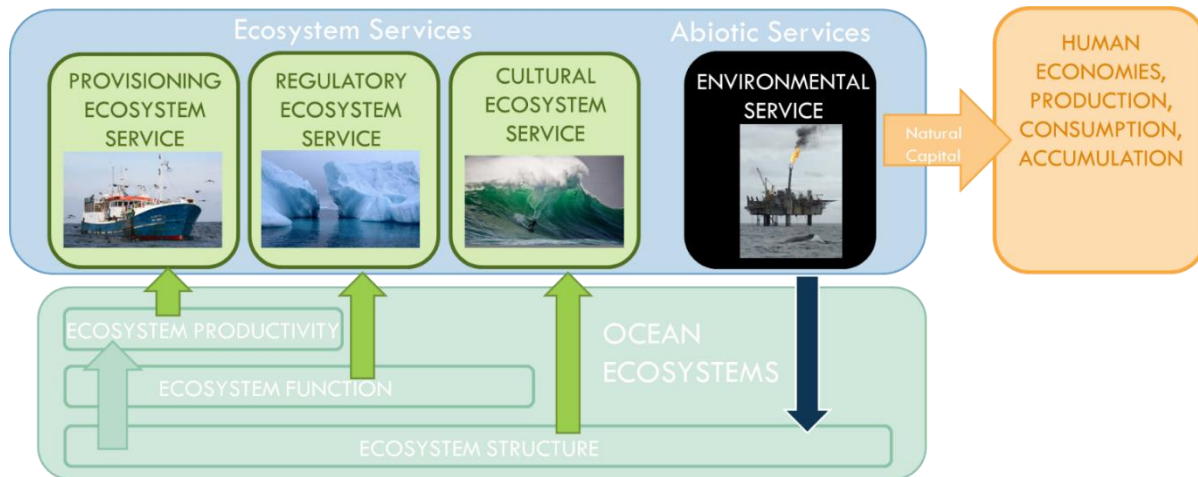 Ecosystem Services
Abiotic Services
PROVISIONING
ECOSYSTEM
SERVICE
REGULATORY
ECOSYSTEM
SERVICE
CULTURAL
ECOSYSTEM
SERVICE
ENVIRONMENTAL
SERVICE
Natural
Capital
HUMAN
ECONOMIES,
PRODUCTION,
CONSUMPTION,
ACCUMULATION
ECOSYSTEM PRODUCTIVITY
ECOSYSTEM FUNCTION
ECOSYSTEM STRUCTURE
OCEAN
ECOSYSTEMS